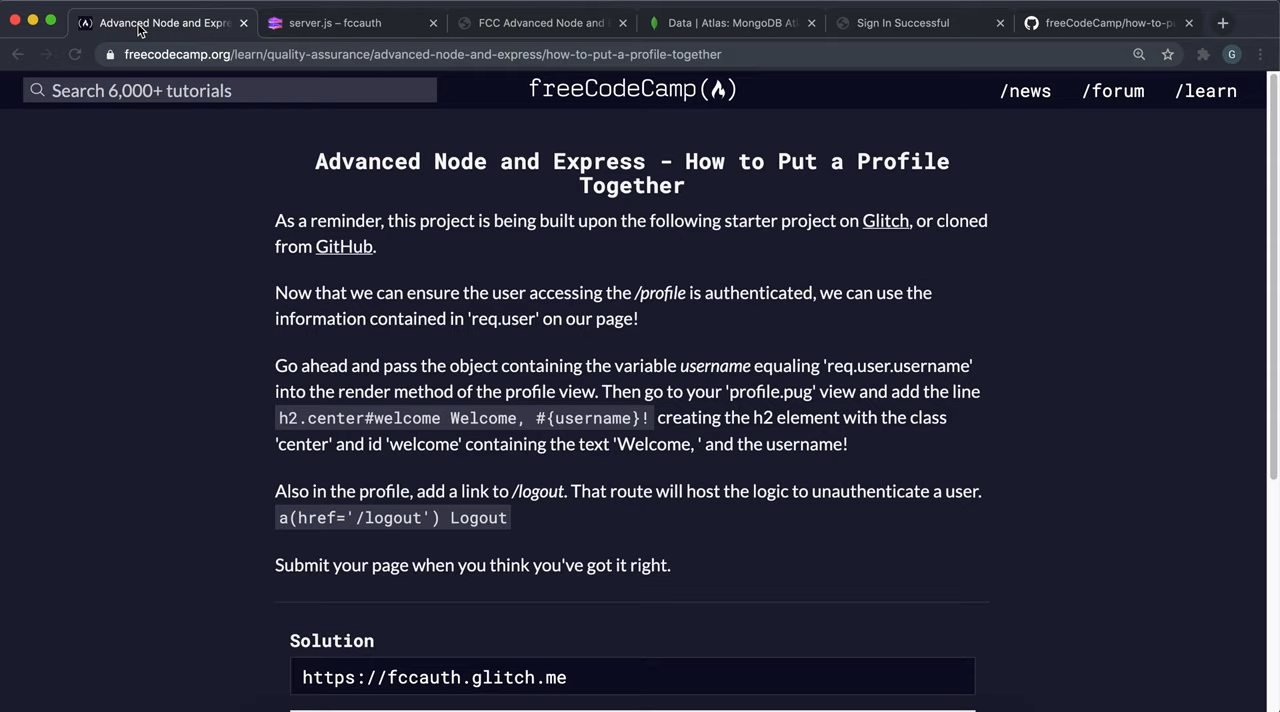 Advanced Node and Expre
server.js – fccauth
FCC Advanced Node and
Data | Atlas: MongoDB Atl
Sign In Successful
freeCodeCamp/how-to-p
freecodecamp.org/learn/quality-assurance/advanced-node-and-express/how-to-put-a-profile-together
G
Search 6,000+ tutorials
freeCodeCamp
/news
/forum
/learn
Advanced Node and Express - How to Put a Profile
Together
As a reminder, this project is being built upon the following starter project on Glitch, or cloned
from GitHub.
Now that we can ensure the user accessing the /profile is authenticated, we can use the
information contained in 'req.user' on our page!
Go ahead and pass the object containing the variable username equaling 'req.user.username'
into the render method of the profile view. Then go to your 'profile.pug' view and add the line
h2.center#welcome Welcome, #{username}! creating the h2 element with the class
'center' and id 'welcome' containing the text 'Welcome, ' and the username!
Also in the profile, add a link to /logout. That route will host the logic to unauthenticate a user.
a(href='/logout') Logout
Submit your page when you think you've got it right.
Solution
https://fccauth.glitch.me